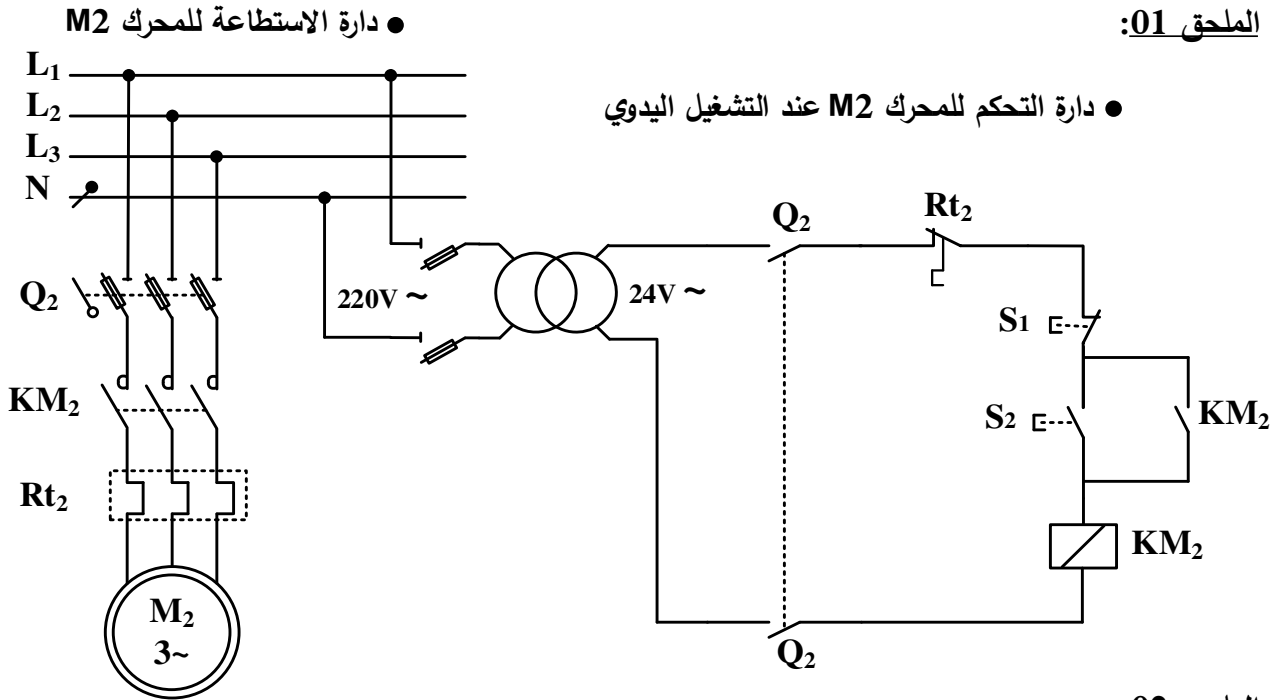 الملحق 01:
● دارة الاستطاعة للمحرك M2
● دارة التحكم للمحرك M2 عند التشغيل اليدوي
L1
L2
L3
N
Q2
KM2
Rt2
M2
3~
220V ~
24V ~
Q2
Rt2
S1
S2
KM2
KM2
Q2